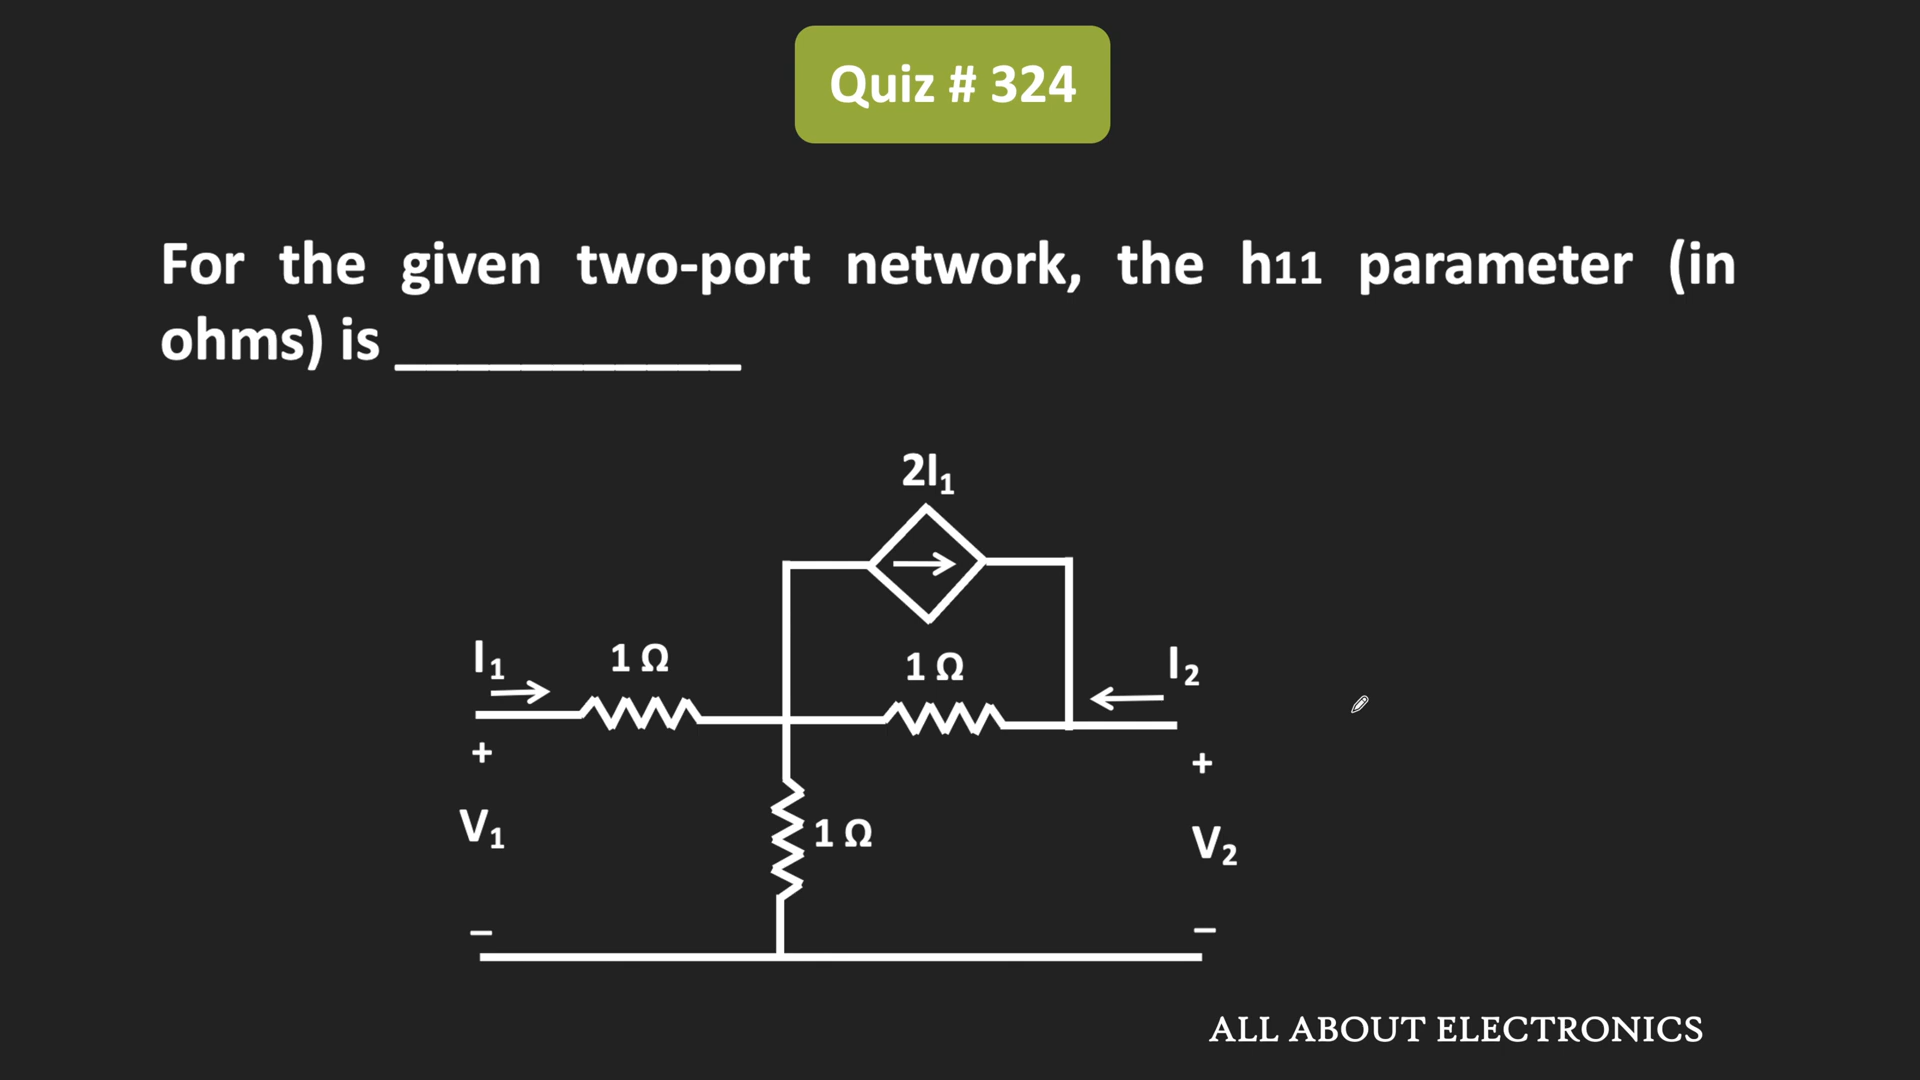 Quiz # 324
For the given two-port network, the h11 parameter (in
ohms) is ___________
2I₁
I₁
1 Ω
1 Ω
I₂
+
+
V₁
1 Ω
V₂
–
–
ALL ABOUT ELECTRONICS